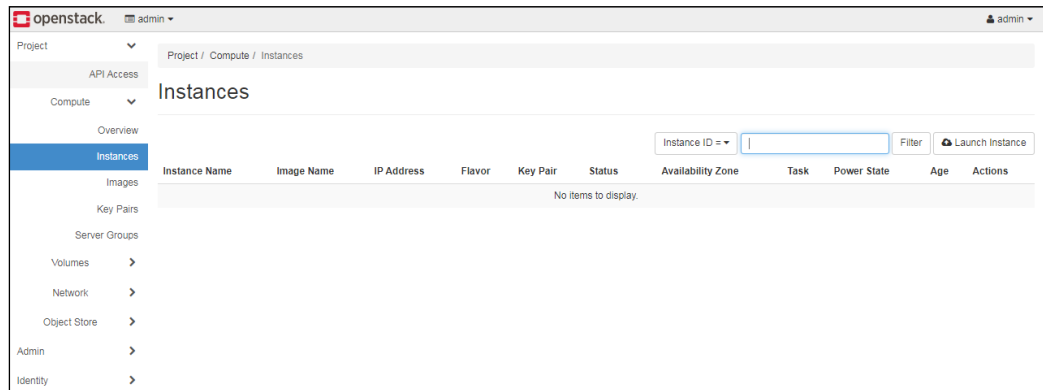 openstack. admin admin
Project
API Access
Compute
Overview
Instances
Images
Key Pairs
Server Groups
Volumes
Network
Object Store
Admin
Identity
Project / Compute / Instances
Instances
Instance ID = Filter Launch Instance
Instance Name Image Name IP Address Flavor Key Pair Status Availability Zone Task Power State Age Actions
No items to display.